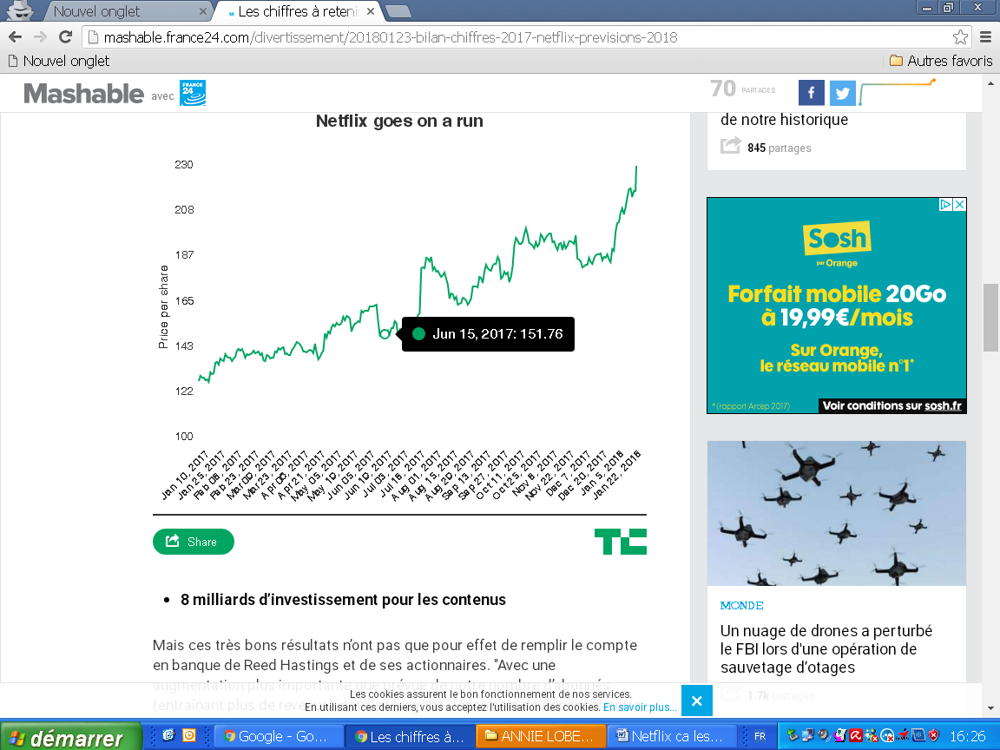 Nouvel onglet
Les chiffres à reteni
mashable.france24.com/divertissement/20180123-bilan-chiffres-2017-netflix-previsions-2018
Nouvel onglet
Autres favoris
Mashable avec FRANCE 24
70 PARTAGES
Netflix goes on a run
230
208
187
165
143
122
100
Price per share
Jun 15, 2017: 151.76
Jan 10, 2017
Jan 25, 2017
Feb 08, 2017
Feb 23, 2017
Mar 09, 2017
Mar 23, 2017
Apr 06, 2017
Apr 21, 2017
May 05, 2017
May 19, 2017
Jun 05, 2017
Jun 19, 2017
Jul 03, 2017
Jul 18, 2017
Aug 01, 2017
Aug 15, 2017
Aug 29, 2017
Sep 13, 2017
Sep 27, 2017
Oct 11, 2017
Oct 25, 2017
Nov 8, 2017
Nov 22, 2017
Dec 7, 2017
Dec 20, 2017
Jan 5, 2018
Jan 22, 2018
Share
TC
• 8 milliards d'investissement pour les contenus
Mais ces très bons résultats n'ont pas que pour effet de remplir le compte
en banque de Reed Hastings et de ses actionnaires. "Avec une
augmentation plus importante que prévue de notre nombre d'abonnés
(entraînant plus de reve
de notre historique
845 partages
Sosh
par Orange
Forfait mobile 20Go
à 19,99€/mois
Sur Orange,
le réseau mobile n°1*
*(rapport Arcep 2017)
Voir conditions sur sosh.fr
MONDE
Un nuage de drones a perturbé
le FBI lors d'une opération de
sauvetage d'otages
1.7k partages
Les cookies assurent le bon fonctionnement de nos services.
En utilisant ces derniers, vous acceptez l'utilisation des cookies. En savoir plus...
démarrer
Google - Go...
Les chiffres à...
ANNIE LOBE...
Netflix ca les...
FR
16:26